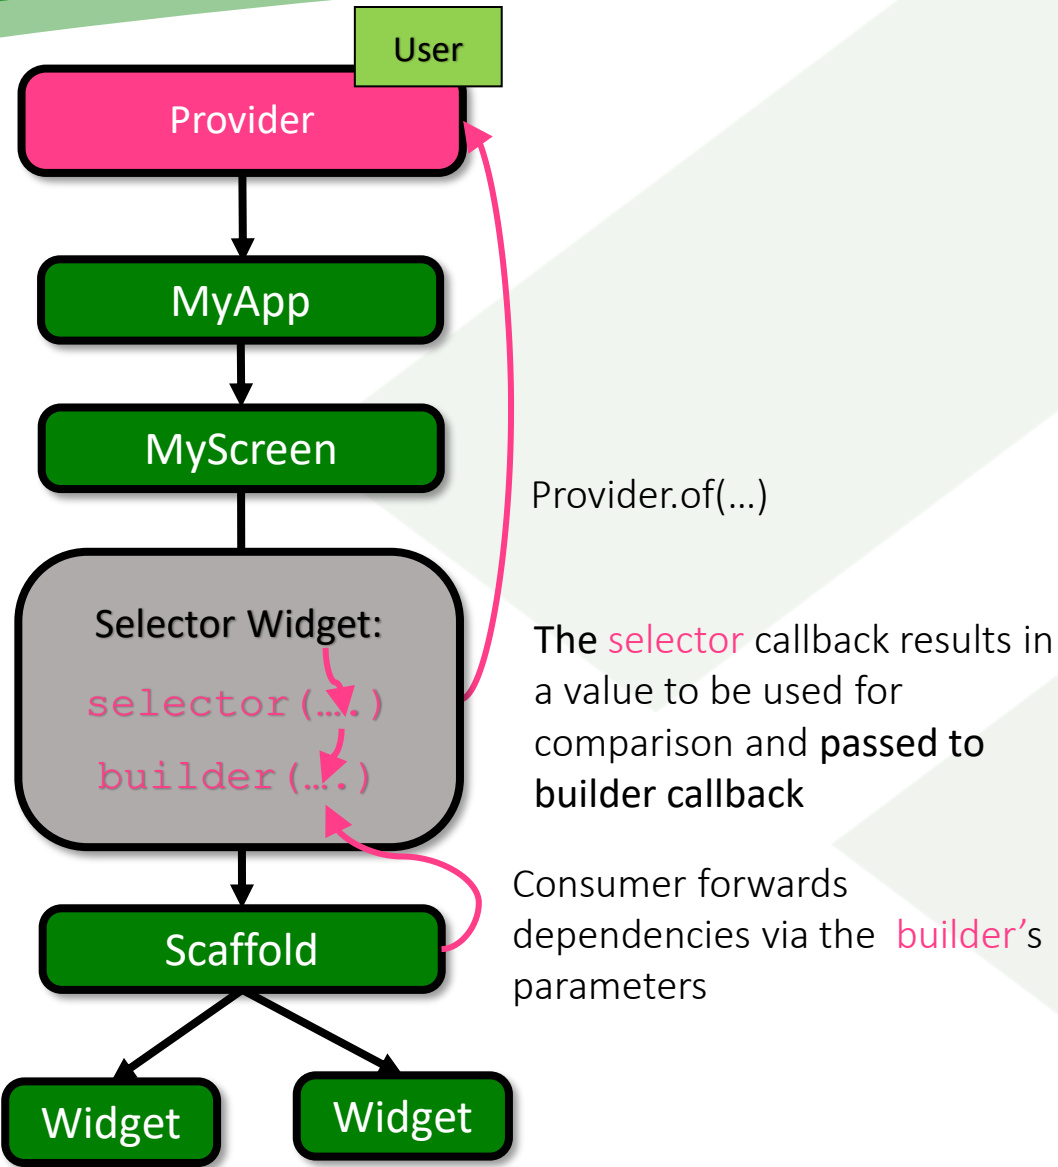 User
Provider
MyApp
MyScreen
Provider.of(…)
Selector Widget:
selector(….)
builder(….)
The selector callback results in
a value to be used for
comparison and passed to
builder callback
Consumer forwards
dependencies via the builder’s
parameters
Scaffold
Widget
Widget